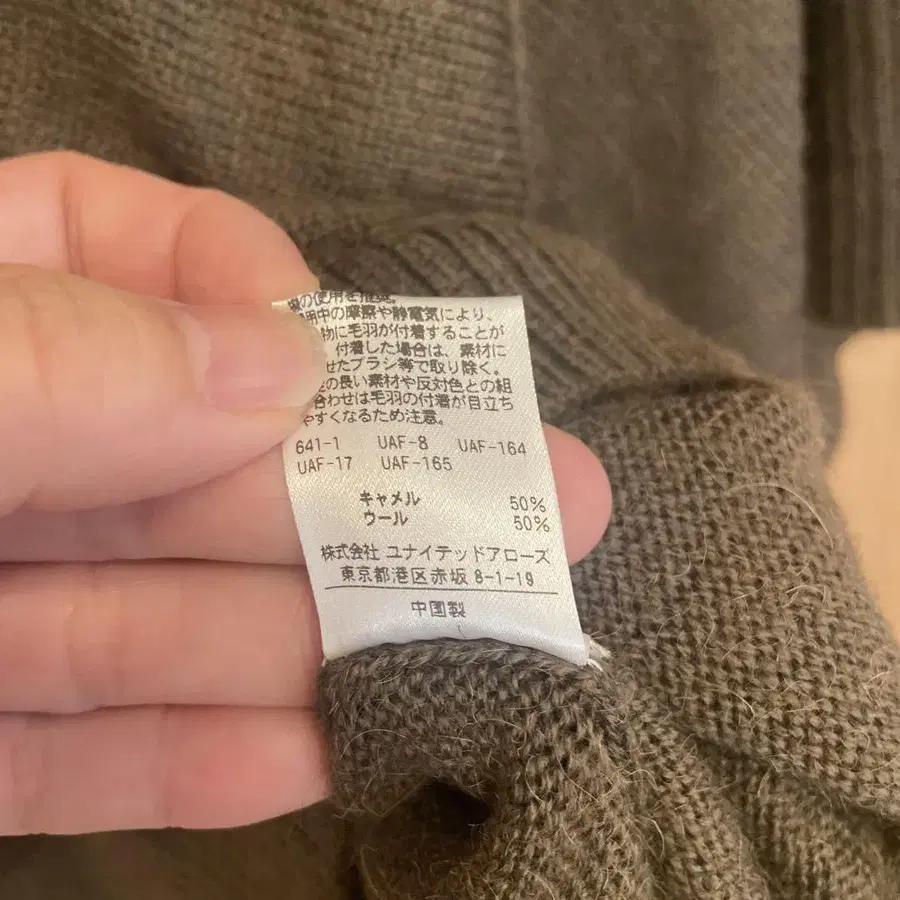 の使用を推奨。
用中の摩擦や静電気により、
物に毛羽が付着することが
付着した場合は、素材に
せたブラシ等で取り除く。
の長い素材や反対色との組
合わせは毛羽の付着が目立ち
やすくなるため注意。
641-1 UAF-8 UAF-164
UAF-17 UAF-165
キャメル 50%
ウール 50%
株式会社 ユナイテッドアローズ
東京都港区赤坂 8-1-19
中国製